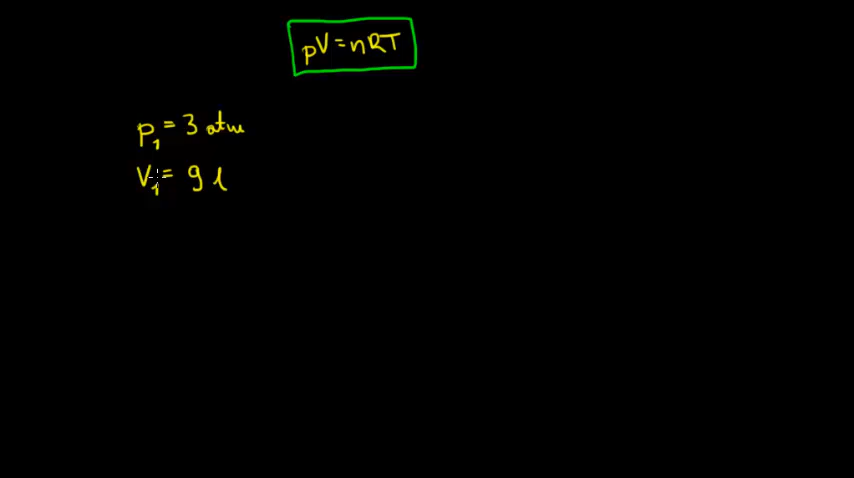 pV = nRT
P₁ = 3 atm
V₁ = 9 l